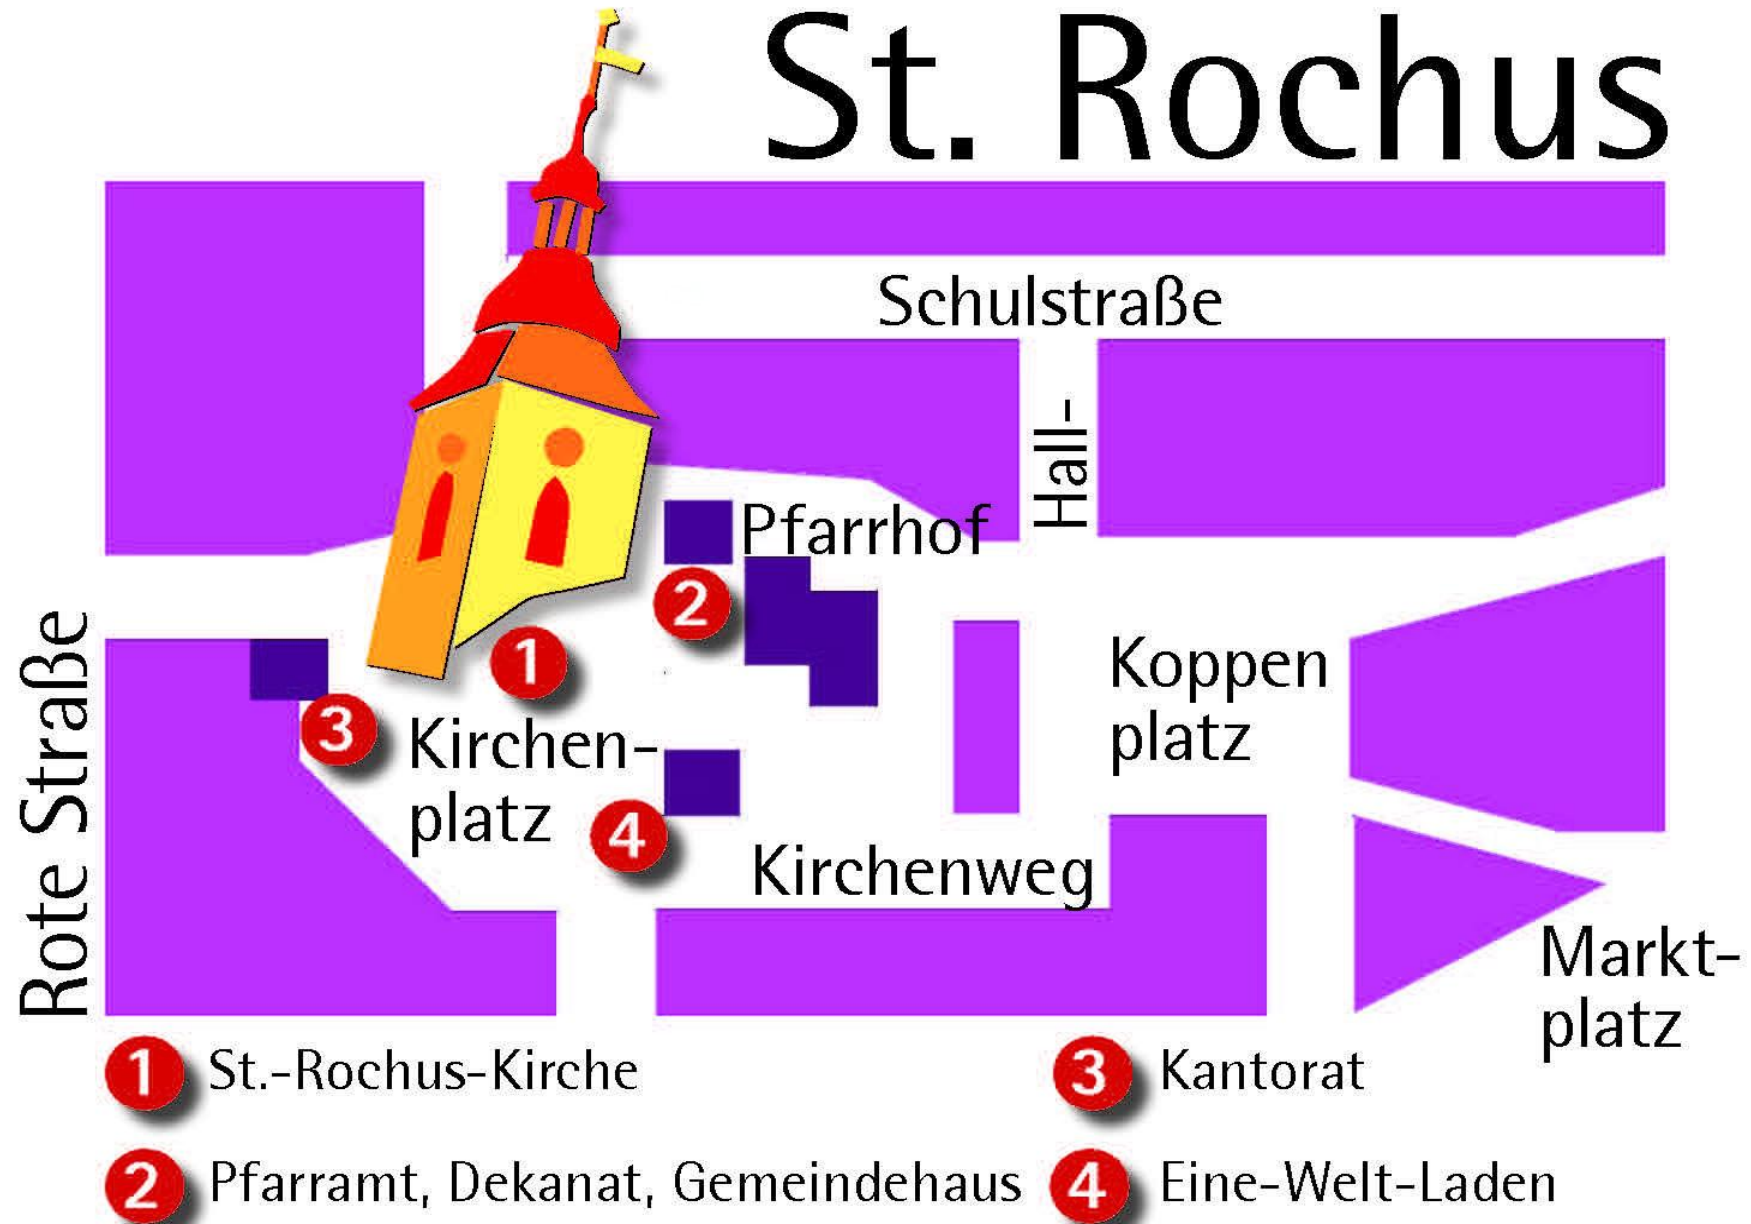 St. Rochus
Schulstraße
Hall-
Pfarrhof
2
1
Koppen
platz
3
Kirchen-
platz
4
Kirchenweg
Rote Straße
Markt-
platz
1 St.-Rochus-Kirche
2 Pfarramt, Dekanat, Gemeindehaus
3 Kantorat
4 Eine-Welt-Laden